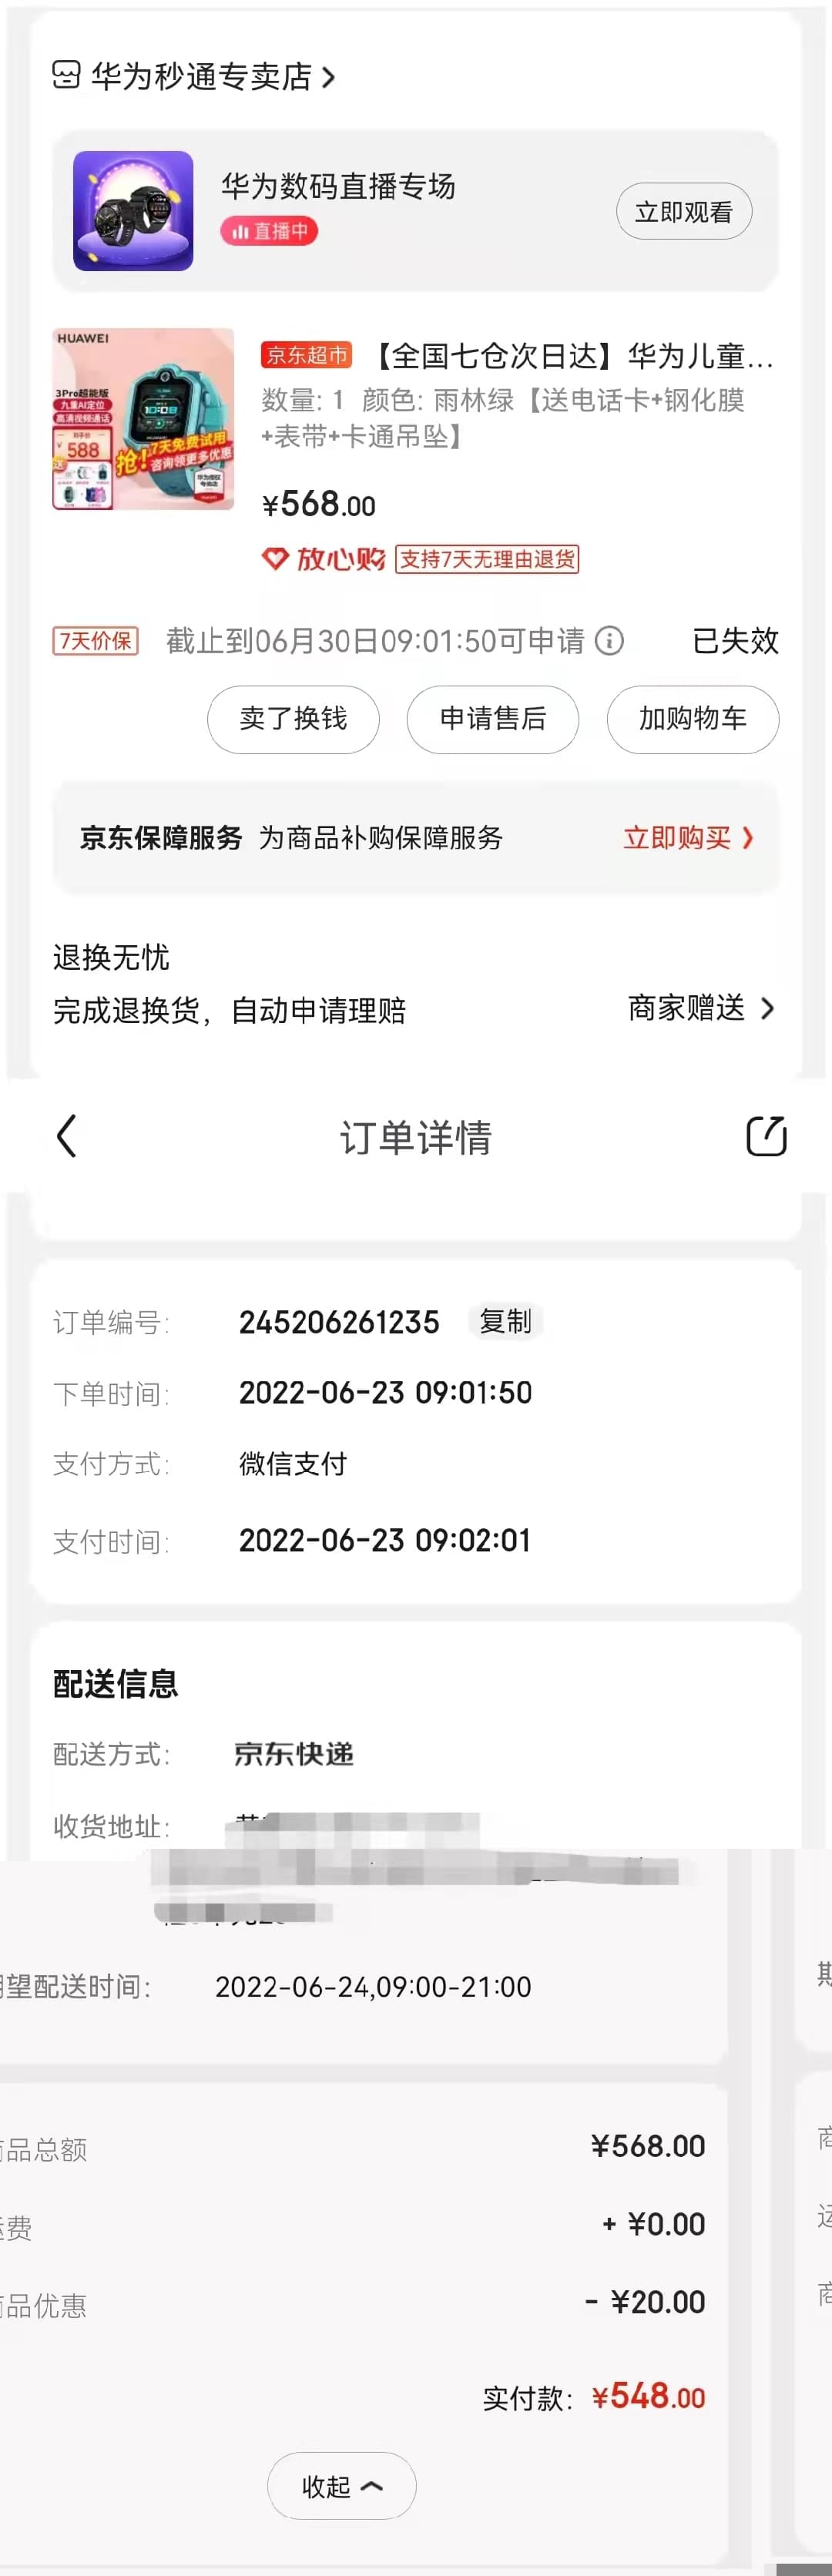 华为秒通专卖店
华为数码直播专场
直播中
立即观看
HUAWEI
3Pro超能版
九重AI定位
高清视频通话
到手价
¥588
送
10:08
抢!7天免费试用
咨询领更多优惠
京东超市 【全国七仓次日达】华为儿童...
数量: 1 颜色: 雨林绿【送电话卡+钢化膜
+表带+卡通吊坠】
¥568.00
放心购 支持7天无理由退货
7天价保 截止到06月30日09:01:50可申请 已失效
卖了换钱 申请售后 加购物车
京东保障服务 为商品补购保障服务 立即购买
退换无忧
完成退换货，自动申请理赔 商家赠送
订单详情
订单编号: 245206261235 复制
下单时间: 2022-06-23 09:01:50
支付方式: 微信支付
支付时间: 2022-06-23 09:02:01
配送信息
配送方式: 京东快递
收货地址:
望配送时间: 2022-06-24,09:00-21:00
品总额 ¥568.00
费 + ¥0.00
品优惠 - ¥20.00
实付款: ¥548.00
收起